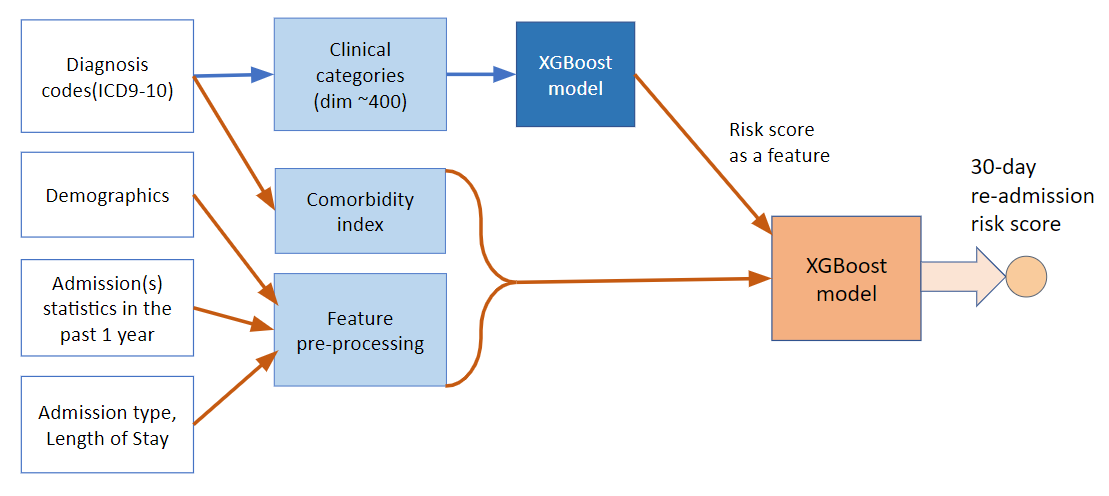 Diagnosis
codes(ICD9-10)
Clinical
categories
(dim ~400)
XGBoost
model
Risk score
as a feature
Demographics
Comorbidity
index
30-day
re-admission
risk score
XGBoost
model
Admission(s)
statistics in the
past 1 year
Feature
pre-processing
Admission type,
Length of Stay